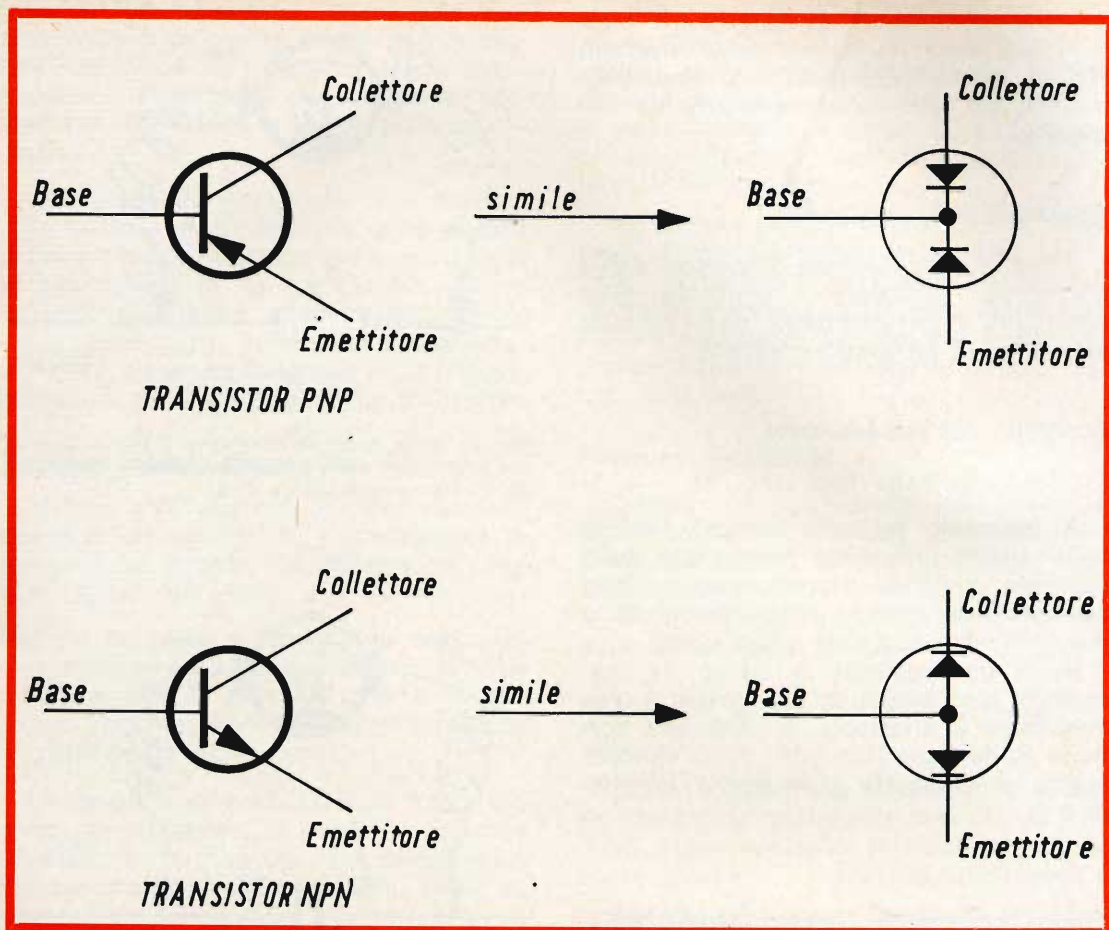 Collettore
Base
Emettitore
TRANSISTOR PNP
simile
Collettore
Base
Emettitore
Collettore
Base
Emettitore
TRANSISTOR NPN
simile
Collettore
Base
Emettitore